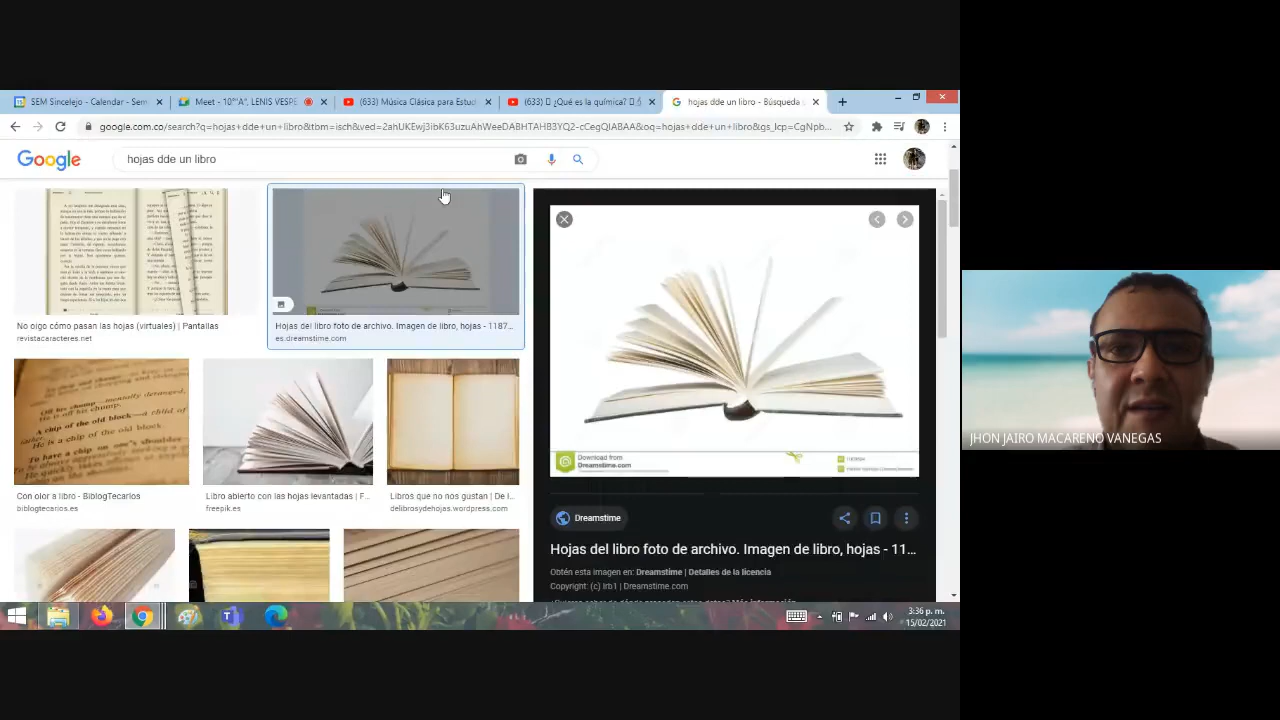 SEM Sincelejo - Calendar - Sem
Meet - 10°"A", LENIS VESPE
(633) Música Clásica para Estud
(633) ¿Qué es la química?
hojas dde un libro - Búsqueda
google.com.co/search?q=hojas+dde+un+libro&tbm=isch&ved=2ahUKEwj3ibK63uzuAhWeeDABHTAHB3YQ2-cCegQIABAA&oq=hojas+dde+un+libro&gs_lcp=CgNpb...
Google
hojas dde un libro
No oigo cómo pasan las hojas (virtuales) | Pantallas
revistacaracteres.net
Hojas del libro foto de archivo. Imagen de libro, hojas - 1187...
es.dreamstime.com
A chip of the old block
Con olor a libro - BiblogTecarios
biblogtecarios.es
Libro abierto con las hojas levantadas | F...
freepik.es
Libros que no nos gustan | De l...
delibrosydehojas.wordpress.com
Download from
Dreamstime.com
Dreamstime
Hojas del libro foto de archivo. Imagen de libro, hojas - 11...
Obtén esta imagen en: Dreamstime | Detalles de la licencia
Copyright: (c) Irb1 | Dreamstime.com
JHON JAIRO MACARENO VANEGAS
3:36 p. m.
15/02/2021